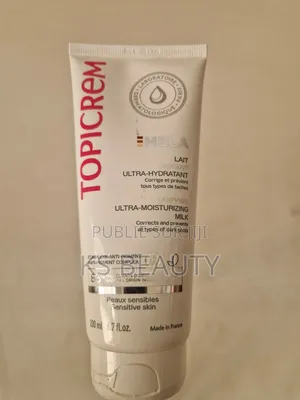 TOPICREM
MELA
LAIT
ULTRA-HYDRATANT
Corrige et prévient
tous types de taches
ULTRA-MOISTURIZING
MILK
Corrects and prevents
all types of dark spots
PUBLIÉ SUR JIJI
KS BEAUTY
Peaux sensibles
Sensitive skin
Made in France